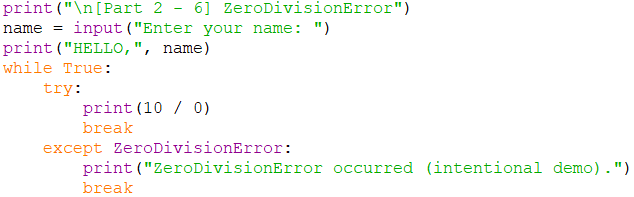 print("\n[Part 2 - 6] ZeroDivisionError")
name = input("Enter your name: ")
print("HELLO,", name)
while True:
    try:
        print(10 / 0)
        break
    except ZeroDivisionError:
        print("ZeroDivisionError occurred (intentional demo).")
        break